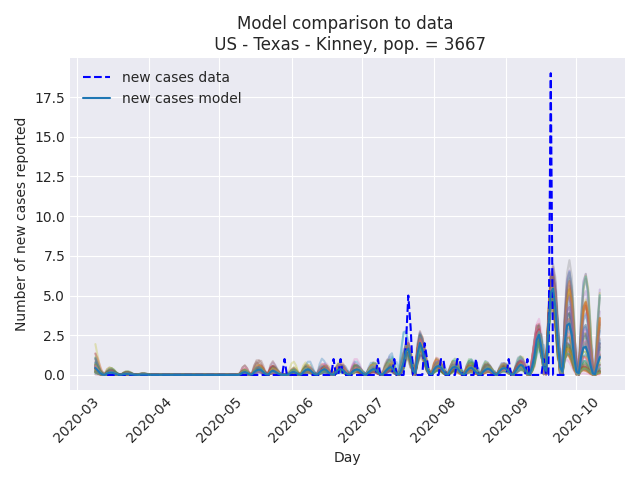 Model comparison to data
US - Texas - Kinney, pop. = 3667
new cases data
new cases model
Number of new cases reported
17.5
15.0
12.5
10.0
7.5
5.0
2.5
0.0
2020-03
2020-04
2020-05
2020-06
2020-07
2020-08
2020-09
2020-10
Day